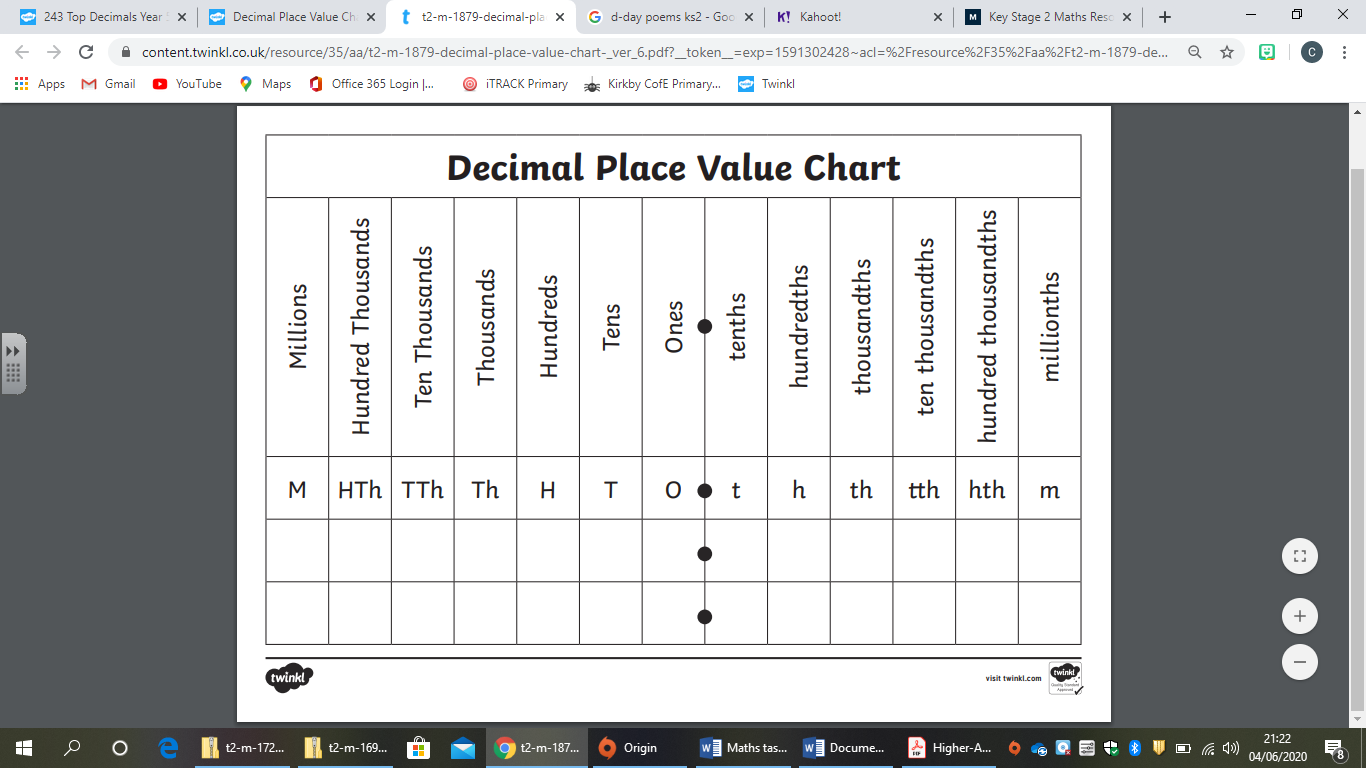 243 Top Decimals Year
Decimal Place Value Ch
t2-m-1879-decimal-pla
d-day poems ks2 - Goo
Kahoot!
Key Stage 2 Maths Reso
content.twinkl.co.uk/resource/35/aa/t2-m-1879-decimal-place-value-chart-_ver_6.pdf?__token__=exp=1591302428~acl=%2Fresource%2F35%2Faa%2Ft2-m-1879-de...
C
Apps
Gmail
YouTube
Maps
Office 365 Login |...
iTRACK Primary
Kirkby CofE Primary...
Twinkl
Decimal Place Value Chart
Millions
Hundred Thousands
Ten Thousands
Thousands
Hundreds
Tens
Ones
tenths
hundredths
thousandths
ten thousandths
hundred thousandths
millionths
M HTh TTh Th H T O t h th tth hth m
twinkl
visit twinkl.com
twinkl
Quality Standard
Approved
t2-m-172...
t2-m-169...
t2-m-187...
Origin
Maths tas...
Docume...
Higher-A...
21:22
04/06/2020
8